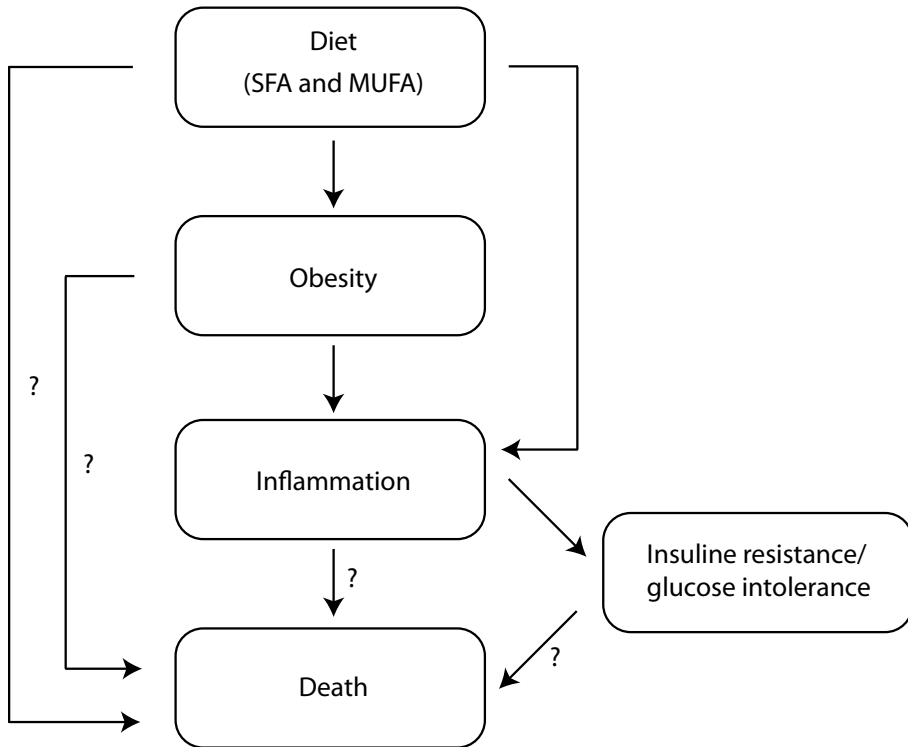 Diet
(SFA and MUFA)
Obesity
?
?
Inflammation
Insuline resistance/
glucose intolerance
?
?
Death